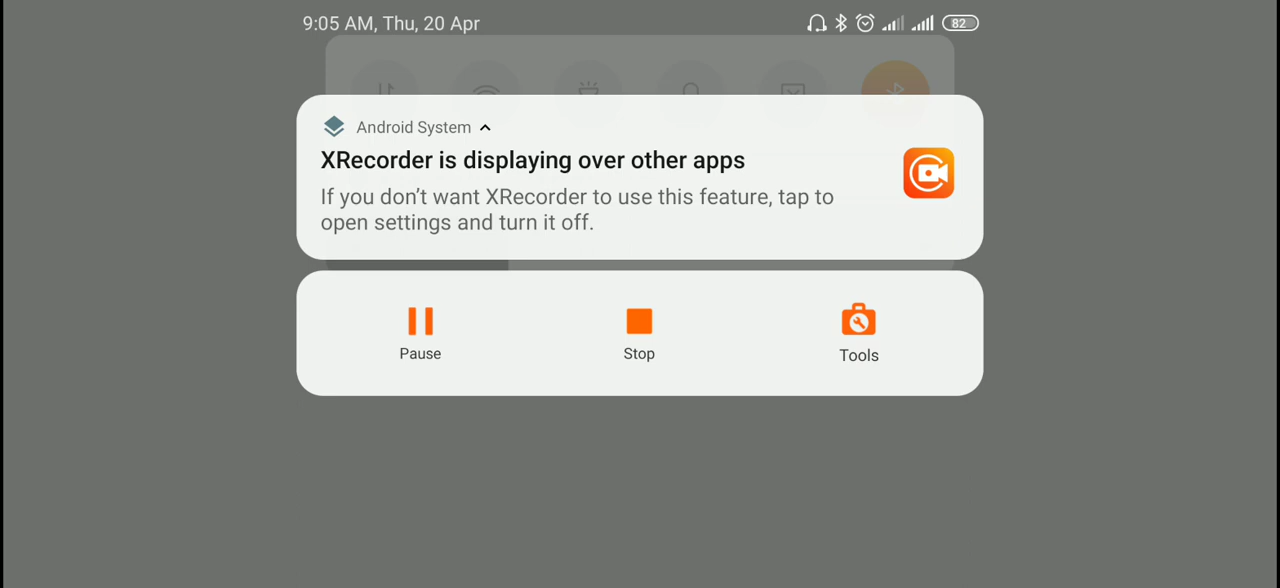 9:05 AM, Thu, 20 Apr
82
Android System
XRecorder is displaying over other apps
If you don’t want XRecorder to use this feature, tap to
open settings and turn it off.
Pause
Stop
Tools